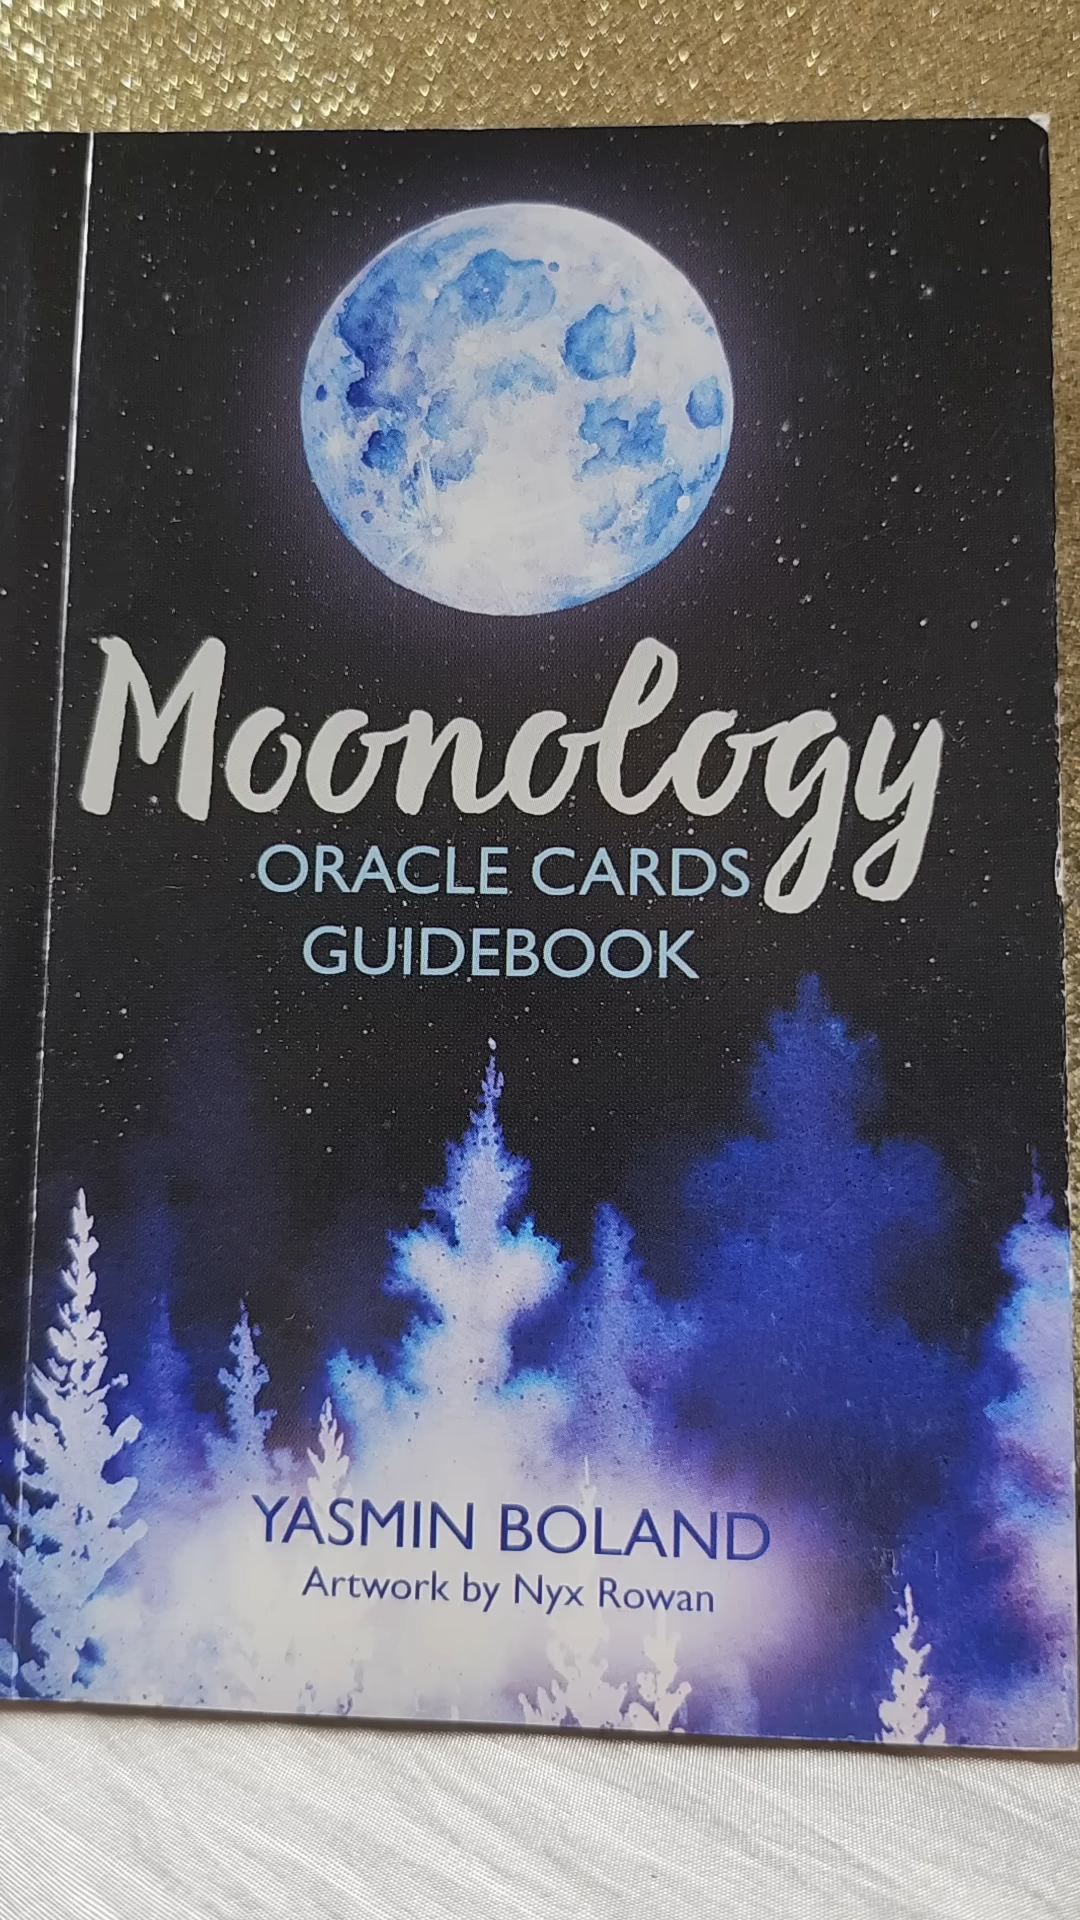 Moonology
ORACLE CARDS
GUIDEBOOK
YASMIN BOLAND
Artwork by Nyx Rowan